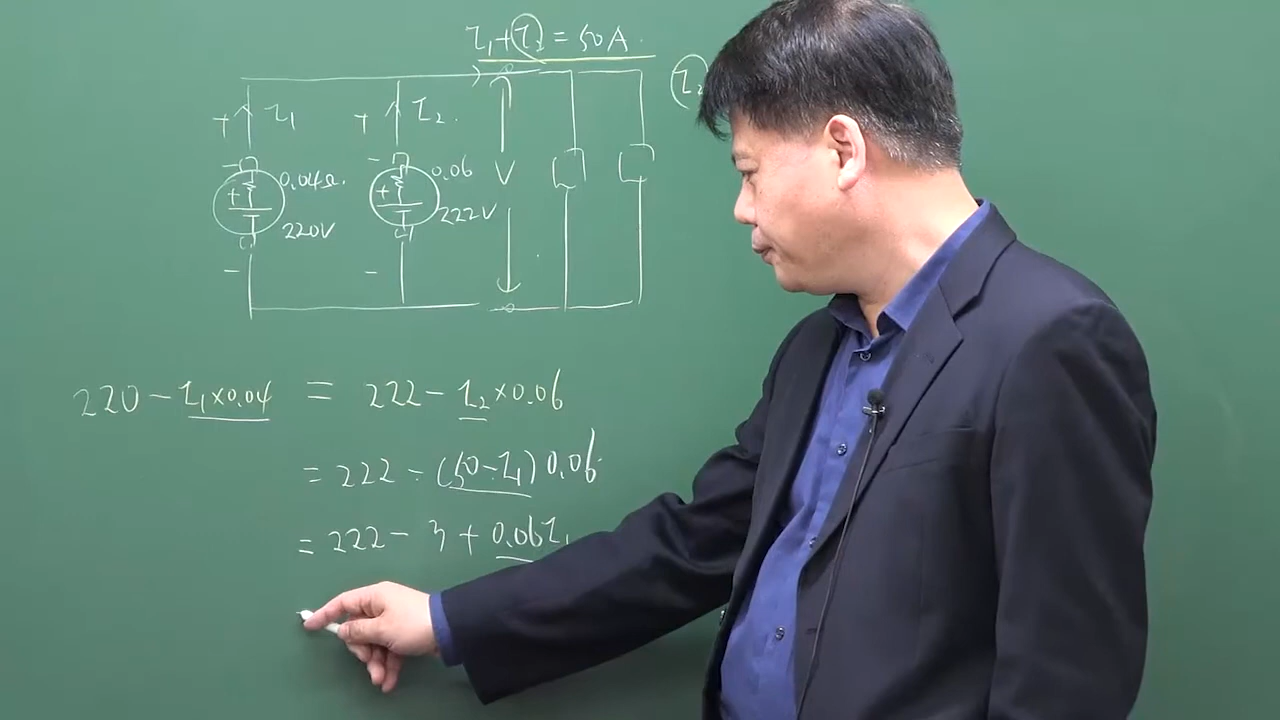 I₁+I₂ = 50A.
I₂
+ I₁ + I₂.
- 0.04Ω. - 0.06 V
+ 220V + 222V
- -
220 - I₁×0.04 = 222 - I₂×0.06
= 222 - (50-I₁) 0.06
= 222 - 3 + 0.06I₁